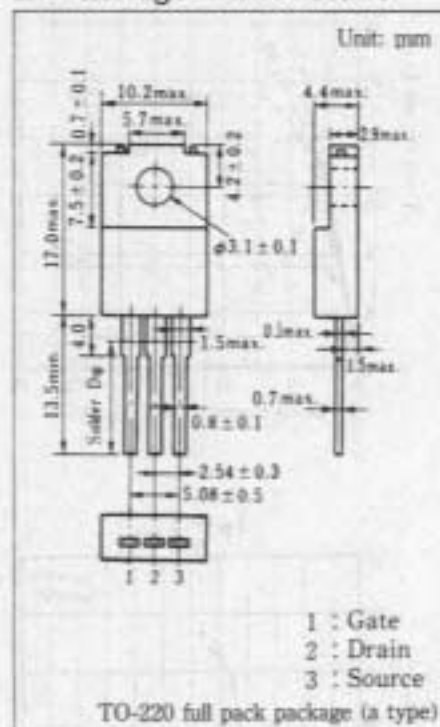 Unit: mm
10.2max.
4.4max.
5.7max.
2.9max.
0.7±0.1
4.2±0.2
7.5±0.2
17.0max.
φ3.1±0.1
4.0
1.5max.
1.5max.
13.5min.
Solder Dip
0.7max.
0.8±0.1
2.54±0.3
5.08±0.5
1 2 3
1 : Gate
2 : Drain
3 : Source
TO-220 full pack package (a type)